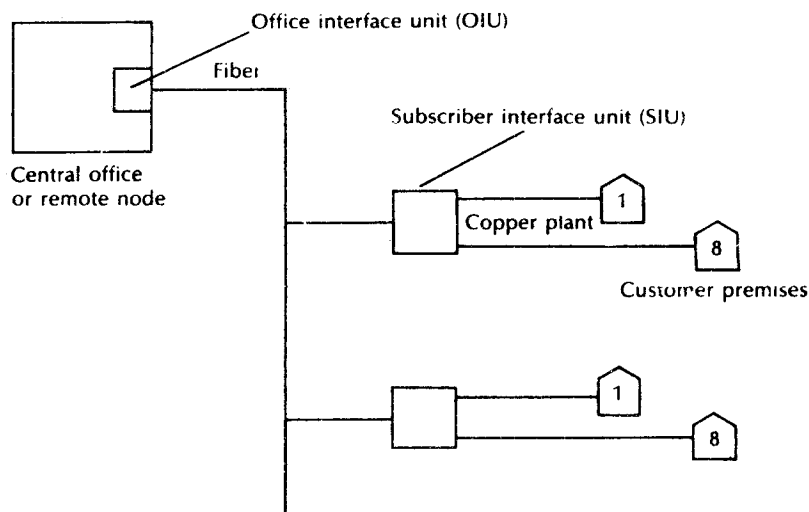 Office interface unit (OIU)
Fiber
Subscriber interface unit (SIU)
Central office
or remote node
1
Copper plant
8
Customer premises
1
8